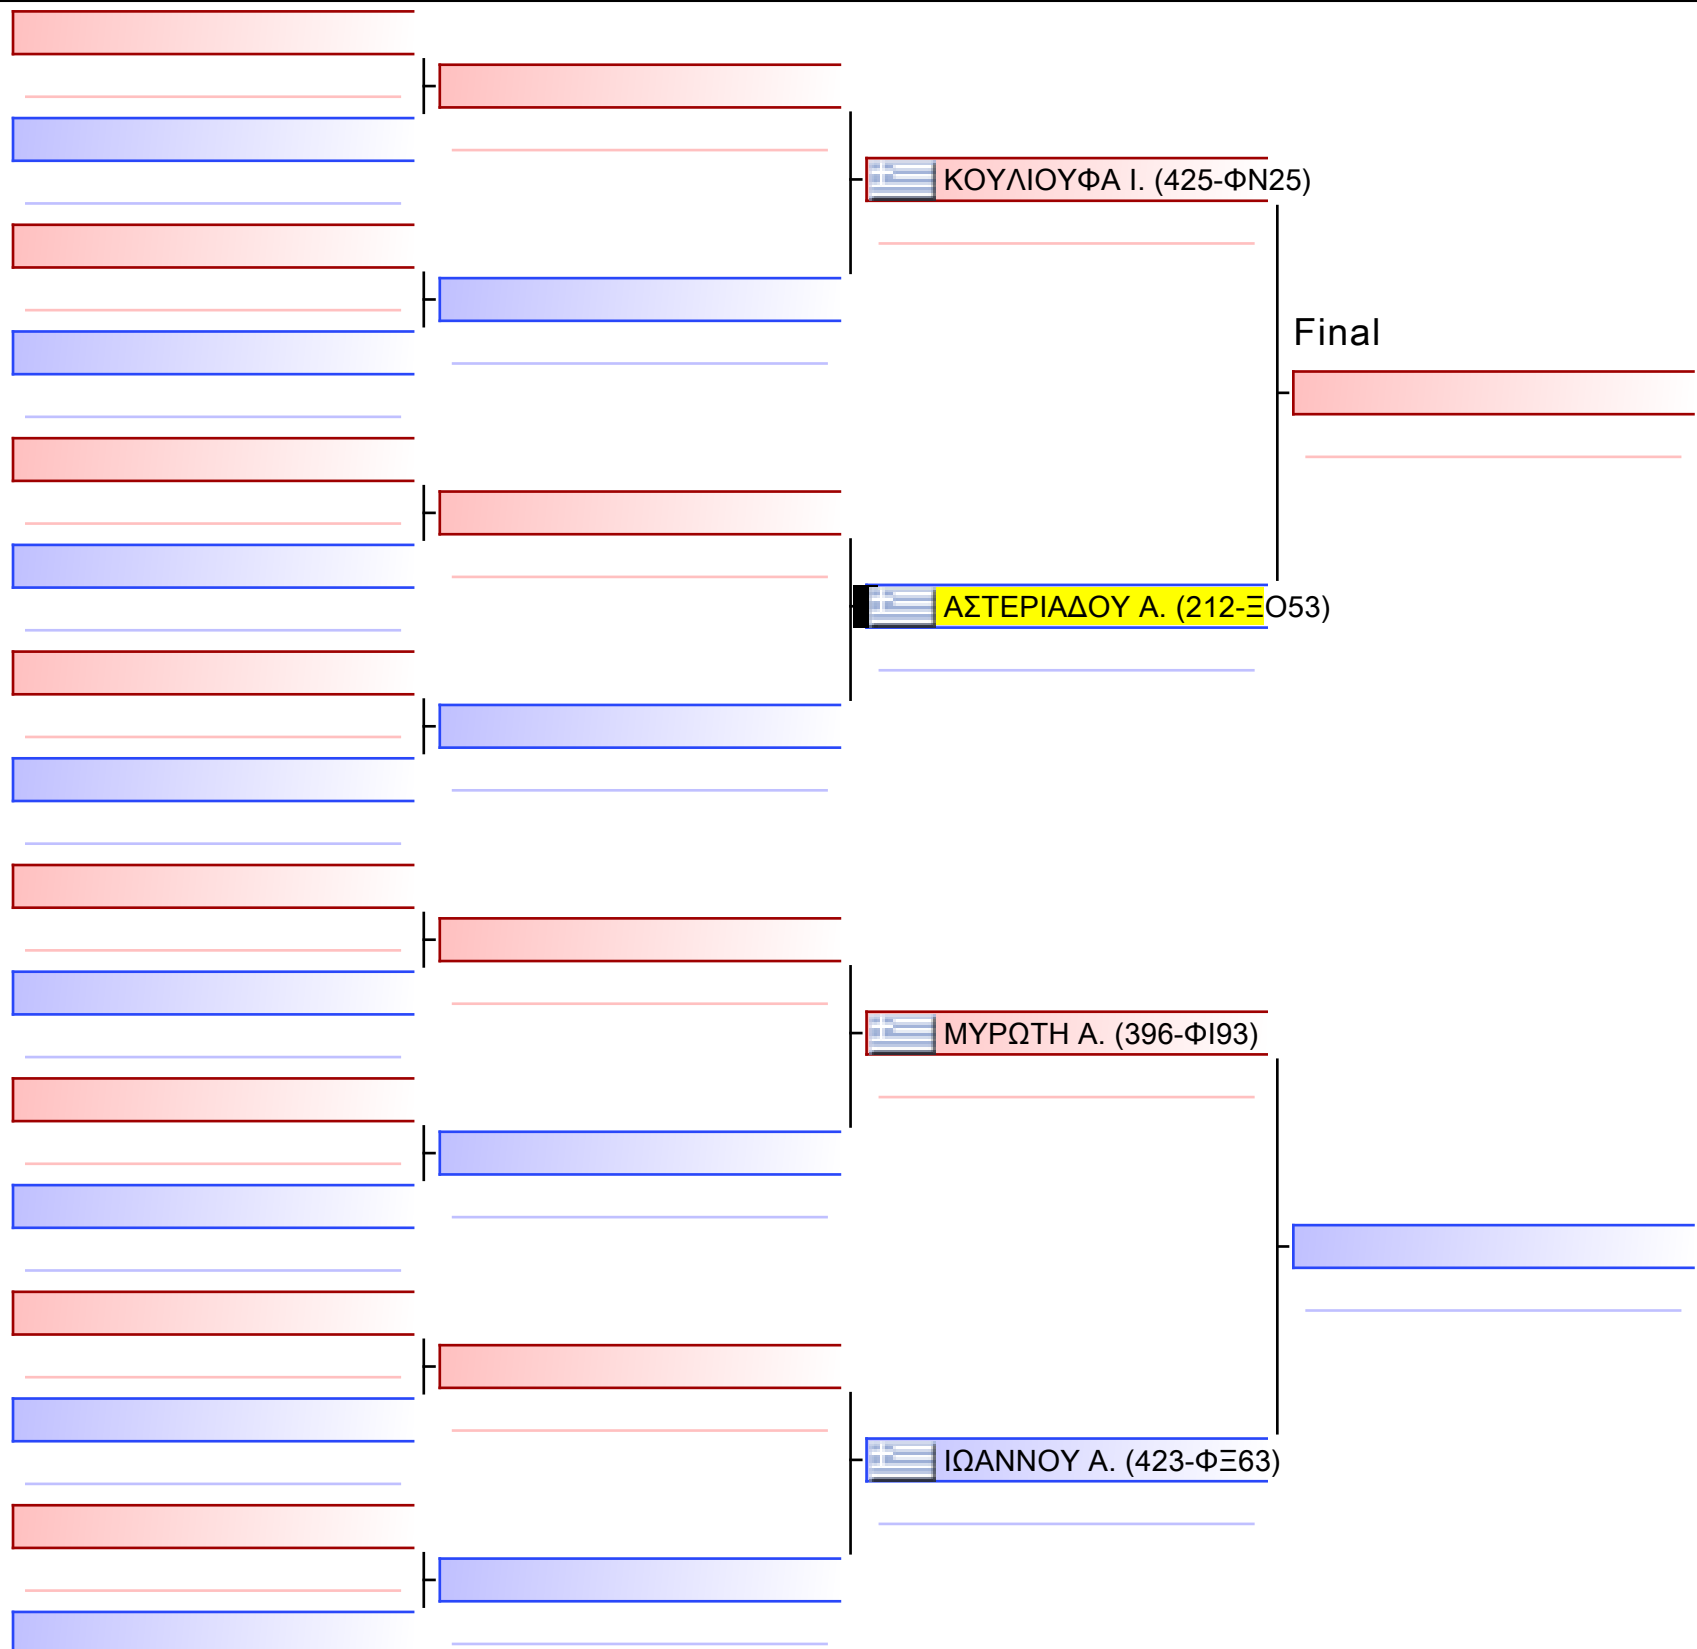 ΚΟΥΛΙΟΥΦΑ Ι. (425-ΦΝ25)
Final
ΑΣΤΕΡΙΑΔΟΥ Α. (212-ΞΟ53)
ΜΥΡΩΤΗ Α. (396-ΦΙ93)
ΙΩΑΝΝΟΥ Α. (423-ΦΞ63)